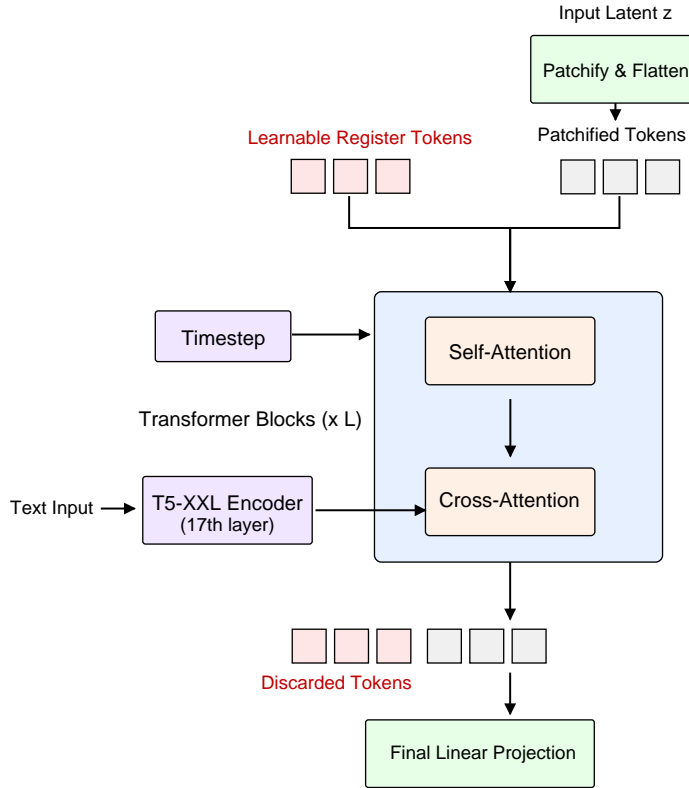 Input Latent z
Patchify & Flatten
Patchified Tokens
Learnable Register Tokens
Timestep
Self-Attention
Transformer Blocks (x L)
Text Input
T5-XXL Encoder
(17th layer)
Cross-Attention
Discarded Tokens
Final Linear Projection